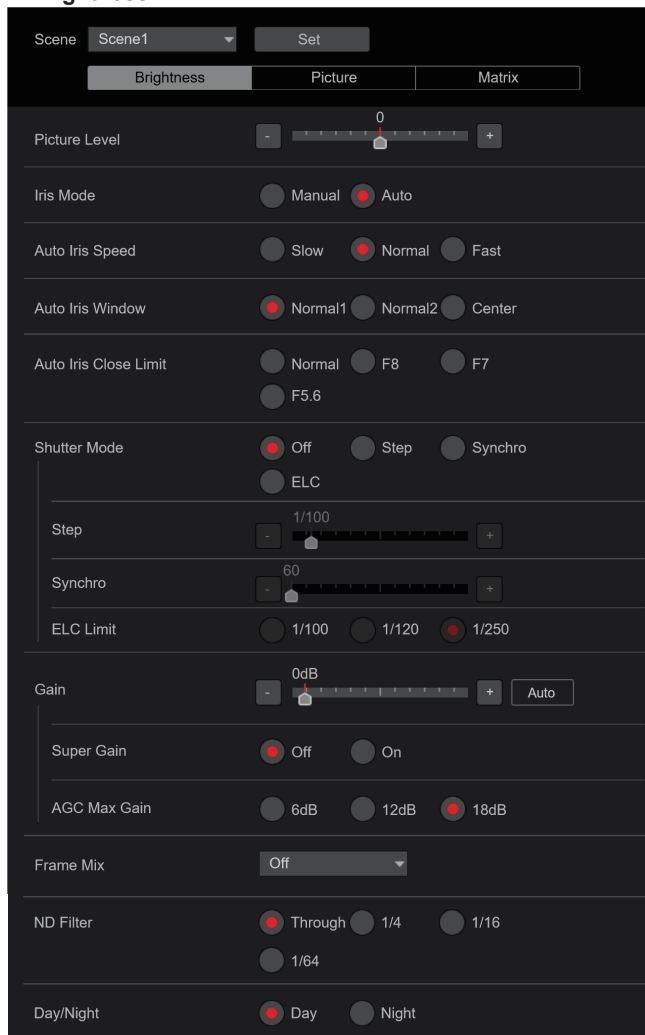 Scene Scene1 Set
Brightness Picture Matrix
0
Picture Level - +
Iris Mode Manual Auto
Auto Iris Speed Slow Normal Fast
Auto Iris Window Normal1 Normal2 Center
Auto Iris Close Limit Normal F8 F7
F5.6
Shutter Mode Off Step Synchro
ELC
1/100
Step - +
60
Synchro - +
ELC Limit 1/100 1/120 1/250
0dB
Gain - + Auto
Super Gain Off On
AGC Max Gain 6dB 12dB 18dB
Frame Mix Off
ND Filter Through 1/4 1/16
1/64
Day/Night Day Night